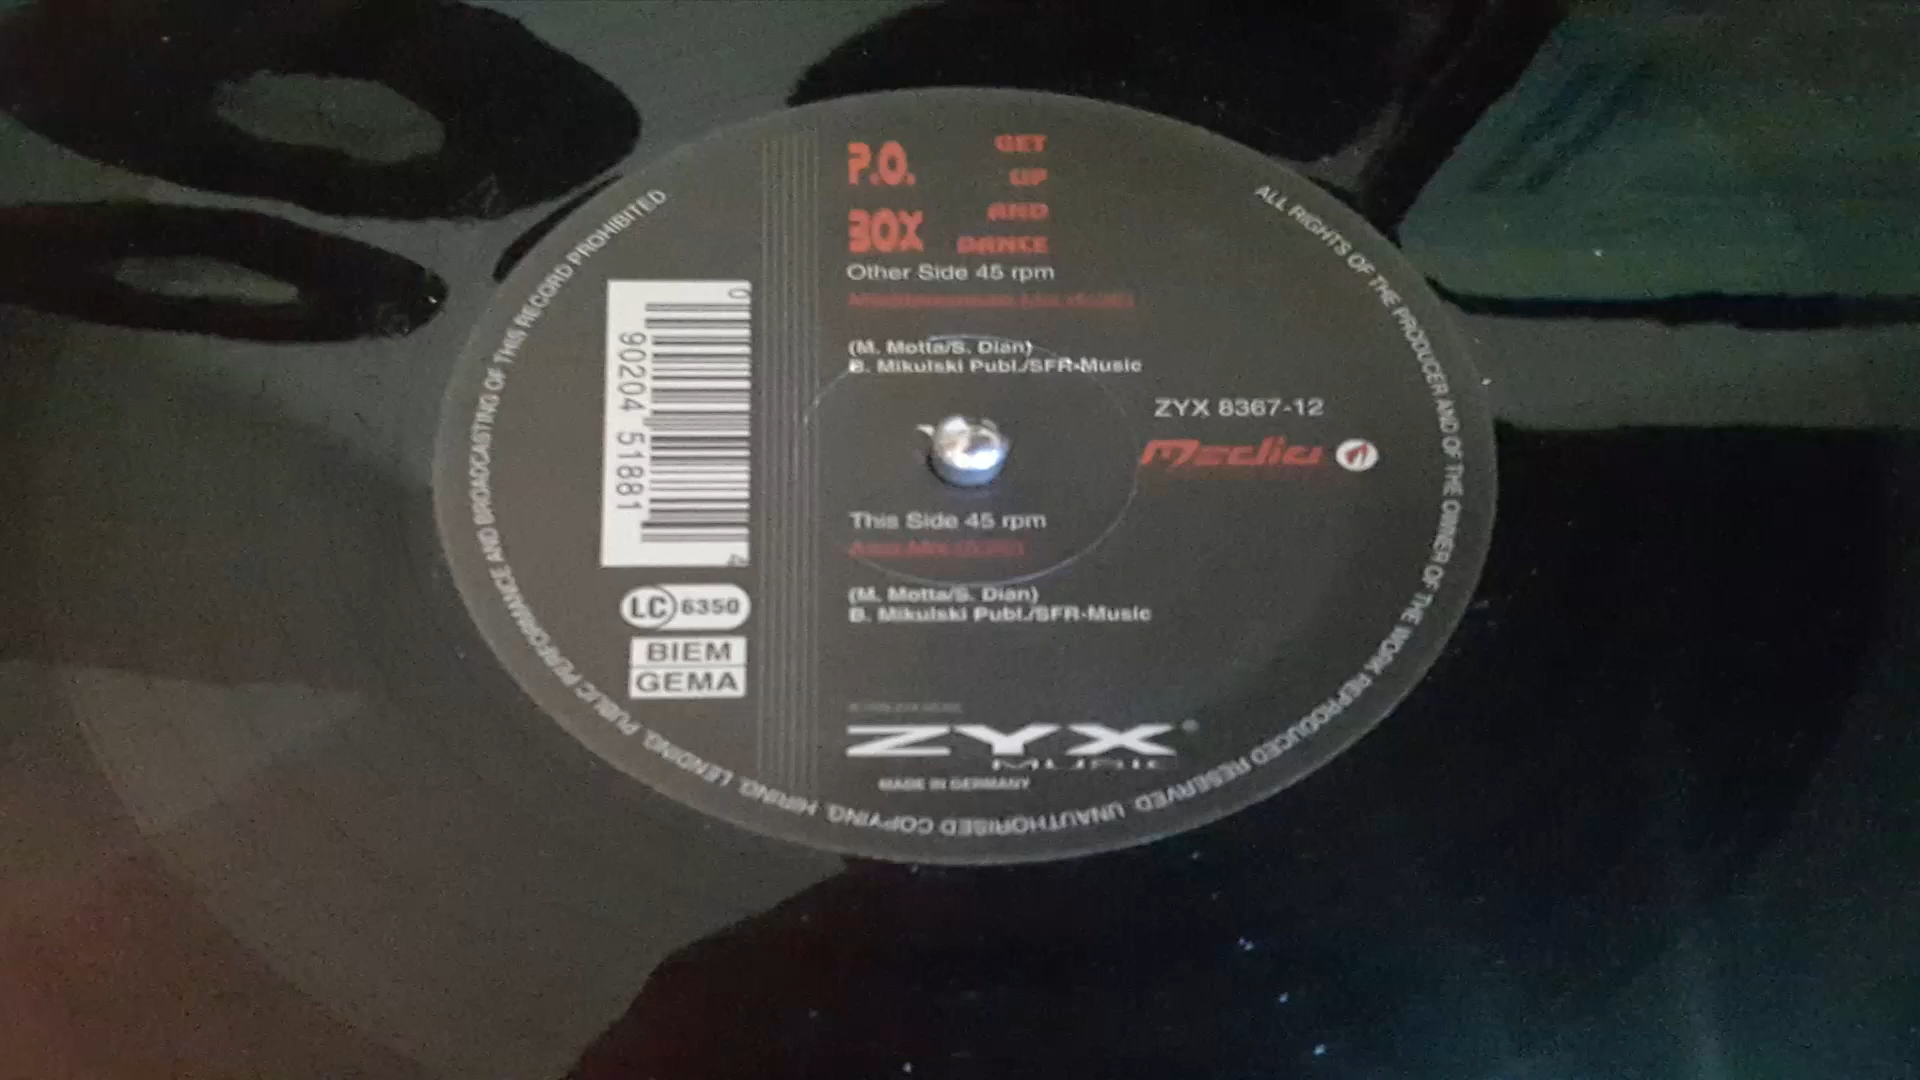 P.O.
BOX
GET
UP
AND
DANCE
Other Side 45 rpm
(M. Motta/S. Dian)
B. Mikulski Publ./SFR-Music
ZYX 8367-12
Media
This Side 45 rpm
(M. Motta/S. Dian)
B. Mikulski Publ./SFR-Music
0 90204 51881 4
LC 6350
BIEM
GEMA
ZYX
MUSIC
MADE IN GERMANY
ALL RIGHTS OF THE PRODUCER AND OF THE OWNER OF THE WORK REPRODUCED RESERVED. UNAUTHORISED COPYING, HIRING, LENDING, PUBLIC PERFORMANCE AND BROADCASTING OF THIS RECORD PROHIBITED